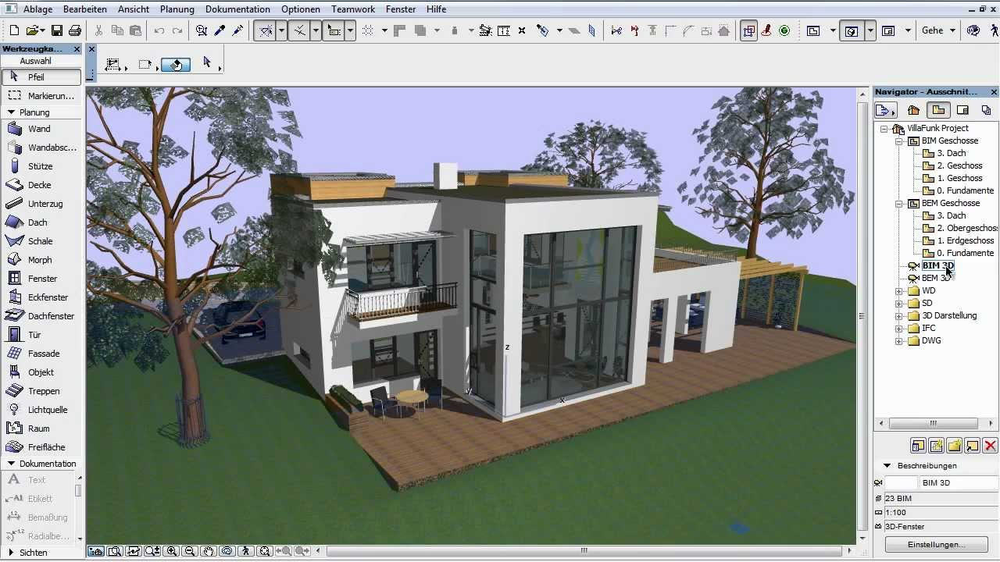 Ablage Bearbeiten Ansicht Planung Dokumentation Optionen Teamwork Fenster Hilfe
Gehe
Werkzeugka...
Auswahl
Pfeil
Markierun...
Planung
Wand
Wandabsc...
Stütze
Decke
Unterzug
Dach
Schale
Morph
Fenster
Eckfenster
Dachfenster
Tür
Fassade
Objekt
Treppen
Lichtquelle
Raum
Freifläche
Dokumentation
Text
Etikett
Bemaßung
Radialbe...
Sichten
Z
Y
X
Navigator - Ausschnit...
VillaFunk Project
BIM Geschosse
3. Dach
2. Geschoss
1. Geschoss
0. Fundamente
BEM Geschosse
3. Dach
2. Obergeschos
1. Erdgeschoss
0. Fundamente
BIM 3D
BEM 3D
WD
SD
3D Darstellung
IFC
DWG
Beschreibungen
BIM 3D
23 BIM
1:100
3D-Fenster
Einstellungen...